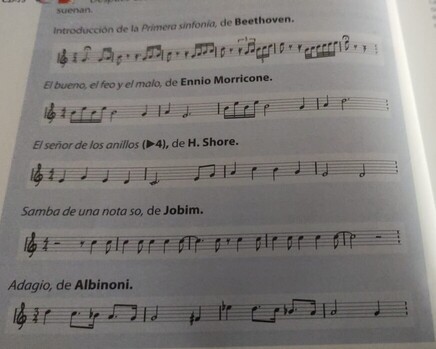 suenan.
Introducción de la Primera sinfonía, de Beethoven.
El bueno, el feo y el malo, de Ennio Morricone.
El señor de los anillos (▶4), de H. Shore.
Samba de una nota so, de Jobim.
Adagio, de Albinoni.